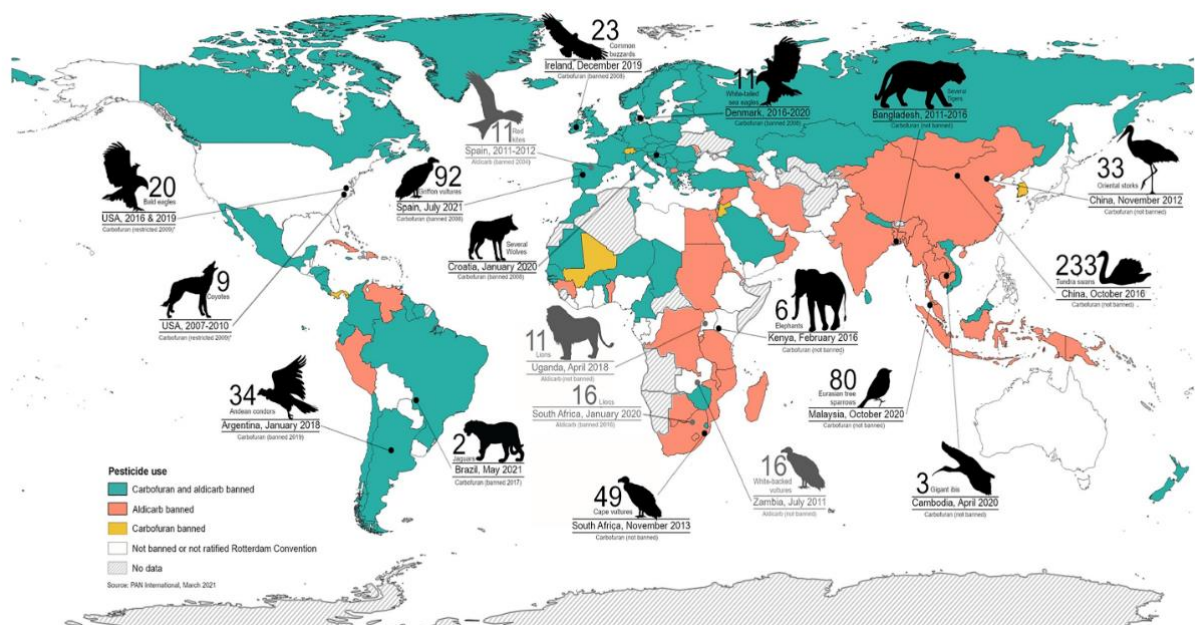 23
Common
buzzards
Ireland, December 2019
Carbofuran (banned 2008)
11
White-tailed
sea eagles
Denmark, 2016-2020
Carbofuran (banned 2008)
Several
Tigers
Bangladesh, 2011-2016
Carbofuran (not banned)
11
Red
kites
Spain, 2011-2012
Aldicarb (banned 2004)
33
Oriental storks
China, November 2012
Carbofuran (not banned)
20
Bald eagles
USA, 2016 & 2019
Carbofuran (restricted 2009)*
92
Griffon vultures
Spain, July 2021
Carbofuran (banned 2008)
Several
Wolves
Croatia, January 2020
Carbofuran (banned 2008)
9
Coyotes
USA, 2007-2010
Carbofuran (restricted 2009)*
233
Tundra swans
China, October 2016
Carbofuran (not banned)
6
Elephants
Kenya, February 2016
Carbofuran (not banned)
11
Lions
Uganda, April 2018
Aldicarb (not banned)
16
South Africa, January 2020
80
Eurasian tree
sparrows
Malaysia, October 2020
Carbofuran (not banned)
34
Andean condors
Argentina, January 2018
Carbofuran (banned 2019)
2
Jaguars
Brazil, May 2021
Carbofuran (banned 2017)
16
White-backed
vultures
Zambia, July 2011
Aldicarb (not banned)
49
Cape vultures
South Africa, November 2013
Carbofuran (not banned)
3
Gigant ibis
Cambodia, April 2020
Carbofuran (not banned)
Pesticide use
Carbofuran and aldicarb banned
Aldicarb banned
Carbofuran banned
Not banned or not ratified Rotterdam Convention
No data
Source: PAN International, March 2021